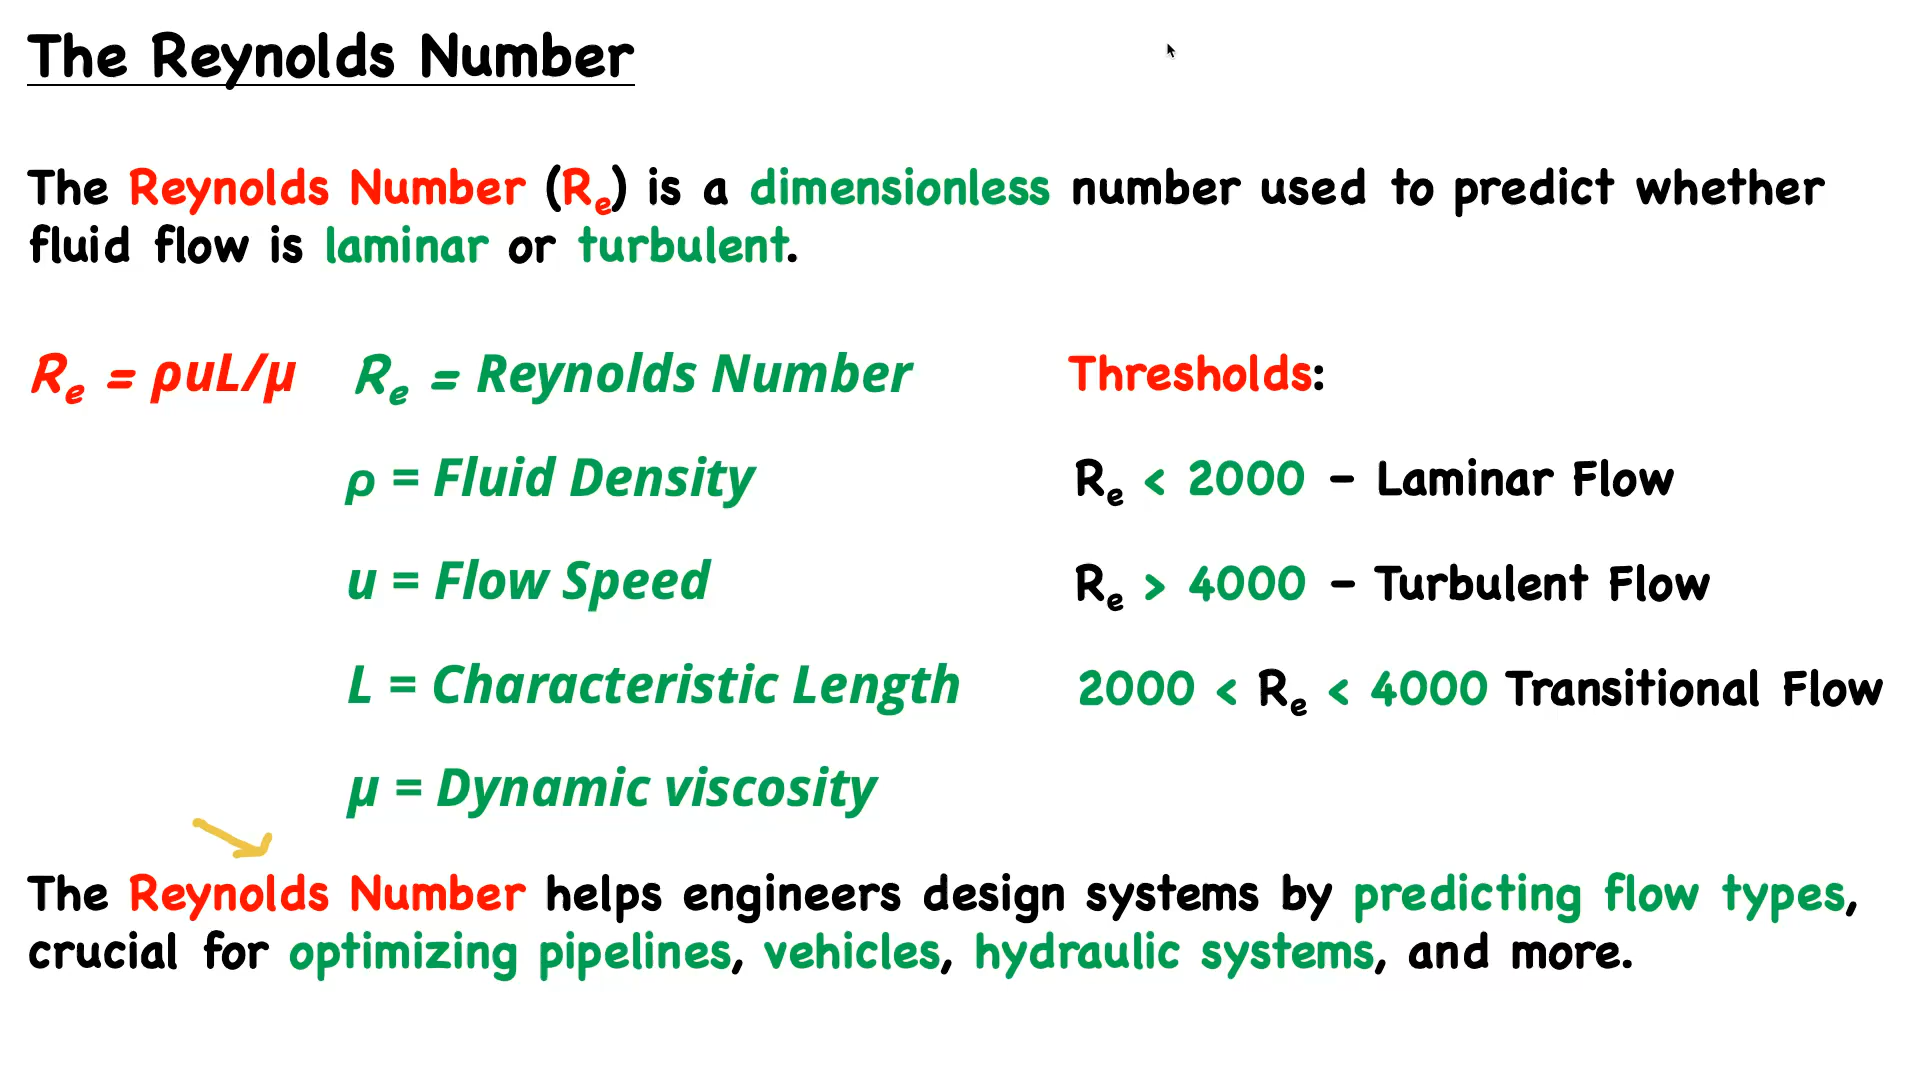 The Reynolds Number
The Reynolds Number (Re) is a dimensionless number used to predict whether
fluid flow is laminar or turbulent.
Re = ρuL/μ
Re = Reynolds Number
ρ = Fluid Density
u = Flow Speed
L = Characteristic Length
μ = Dynamic viscosity
Thresholds:
Re < 2000 – Laminar Flow
Re > 4000 – Turbulent Flow
2000 < Re < 4000 Transitional Flow
The Reynolds Number helps engineers design systems by predicting flow types,
crucial for optimizing pipelines, vehicles, hydraulic systems, and more.